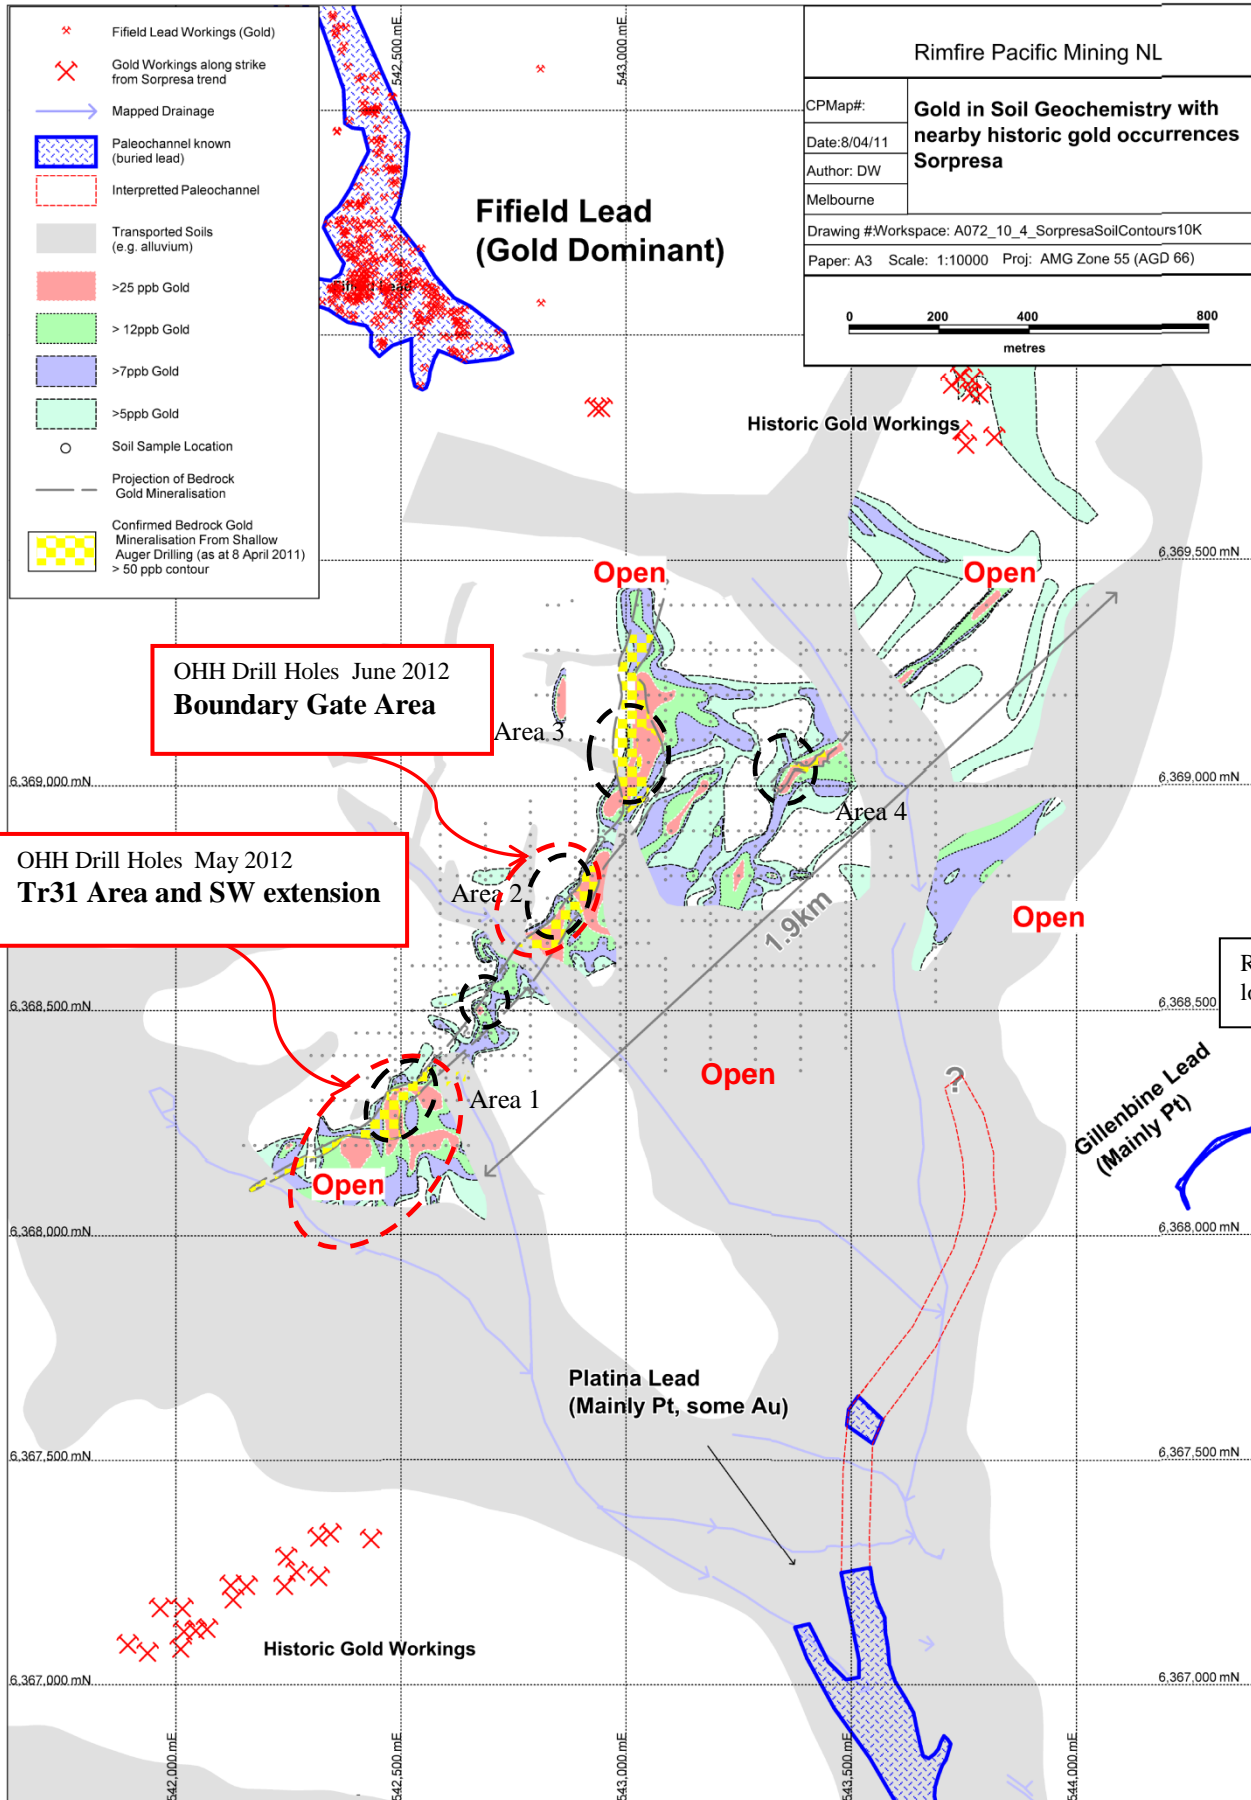 Fifield Lead Workings (Gold)
Gold Workings along strike
from Sorpresa trend
Mapped Drainage
Paleochannel known
(buried lead)
Interpretted Paleochannel
Transported Soils
(e.g. alluvium)
>25 ppb Gold
> 12ppb Gold
>7ppb Gold
>5ppb Gold
Soil Sample Location
Projection of Bedrock
Gold Mineralisation
Confirmed Bedrock Gold
Mineralisation From Shallow
Auger Drilling (as at 8 April 2011)
> 50 ppb contour
542,500 mE
543,000 mE
Rimfire Pacific Mining NL
CPMap#:
Date:8/04/11
Author: DW
Melbourne
Gold in Soil Geochemistry with
nearby historic gold occurrences
Sorpresa
Drawing #:Workspace: A072_10_4_SorpresaSoilContours10K
Paper: A3 Scale: 1:10000 Proj: AMG Zone 55 (AGD 66)
0 200 400 800
metres
Fifield Lead
(Gold Dominant)
Fifield Lead
Historic Gold Workings
6,369,500 mN
Open
Open
OHH Drill Holes June 2012
Boundary Gate Area
Area 3
6,369,000 mN
6,369,000 mN
Area 4
OHH Drill Holes May 2012
Tr31 Area and SW extension
Area 2
1.9km
Open
R
lo
6,368,500
6,368,500 mN
Open
?
Area 1
Gillenbine Lead
(Mainly Pt)
Open
6,368,000 mN
6,368,000 mN
Platina Lead
(Mainly Pt, some Au)
6,367,500 mN
6,367,500 mN
Historic Gold Workings
6,367,000 mN
6,367,000 mN
542,000 mE
542,500 mE
543,000 mE
543,500 mE
544,000 mE